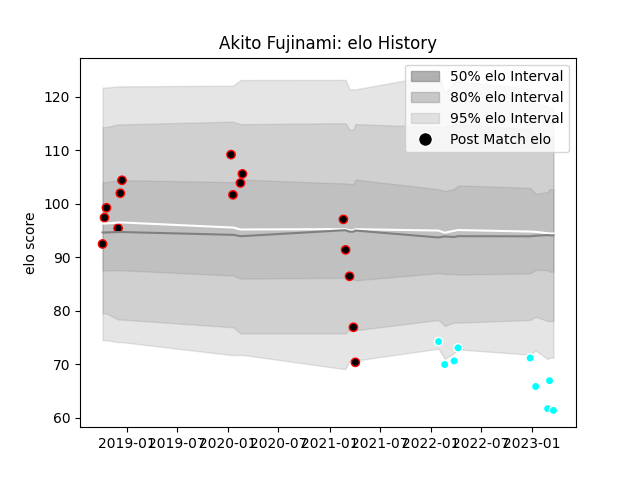 Akito Fujinami: elo History
50% elo Interval
80% elo Interval
95% elo Interval
Post Match elo
elo score
120
110
100
90
80
70
60
2019-01 2019-07 2020-01 2020-07 2021-01 2021-07 2022-01 2022-07 2023-01